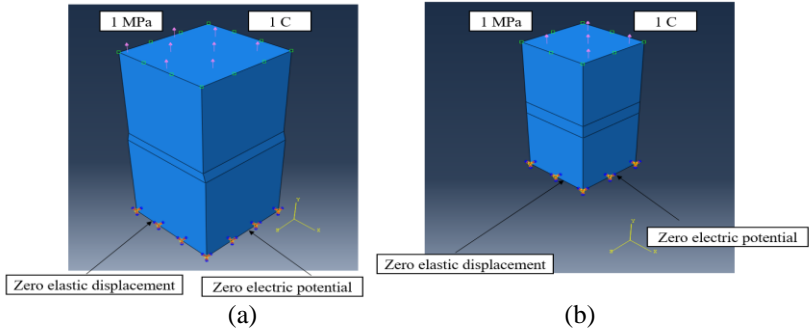 1 MPa
1 C
Zero elastic displacement
Zero electric potential
(a)
1 MPa
1 C
Zero electric potential
Zero elastic displacement
(b)